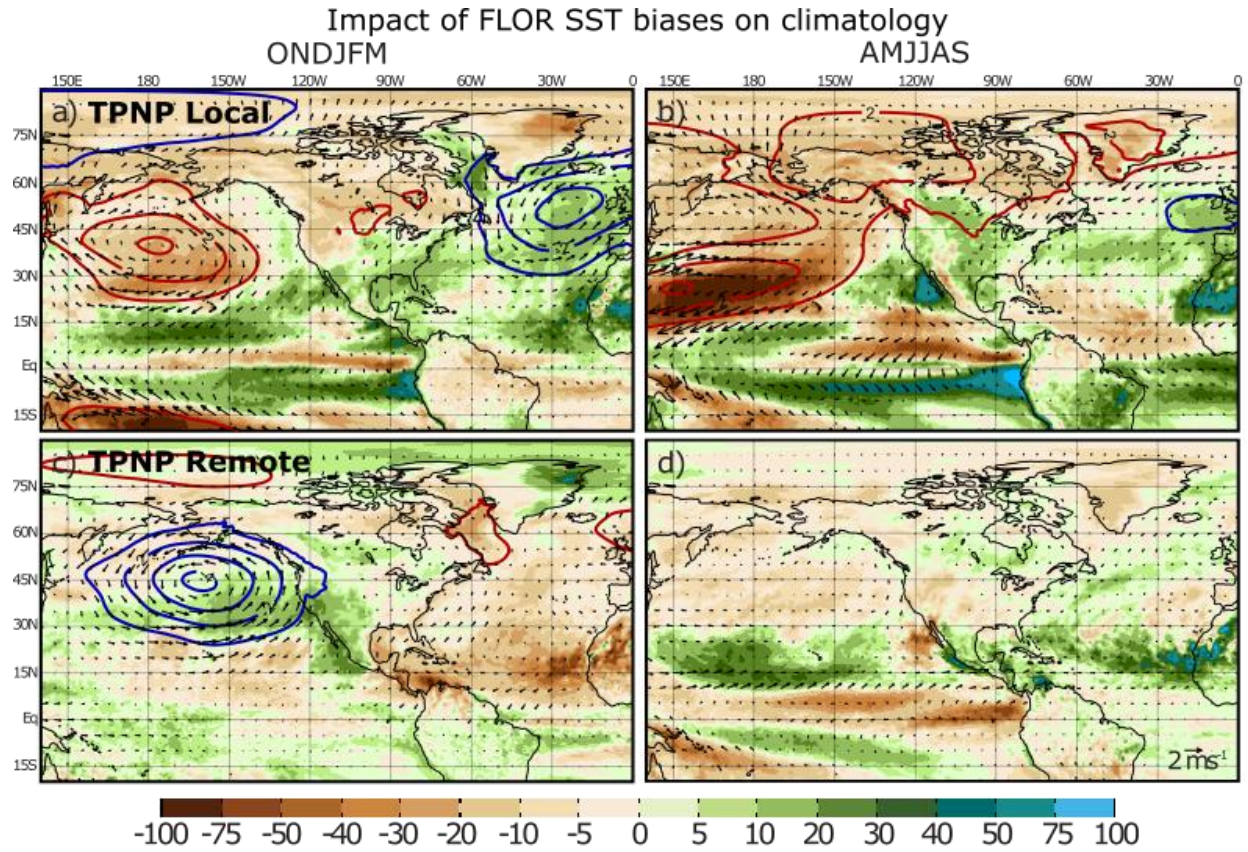 Impact of FLOR SST biases on climatology
ONDJFM AMJJAS
150E 180 150W 120W 90W 60W 30W 0 150E 180 150W 120W 90W 60W 30W 0
a) TPNP Local b)
75N
60N
45N
30N
15N
Eq
15S
2
c) TPNP Remote d)
75N
60N
45N
30N
15N
Eq
15S
2 ms-1
-100 -75 -50 -40 -30 -20 -10 -5 0 5 10 20 30 40 50 75 100